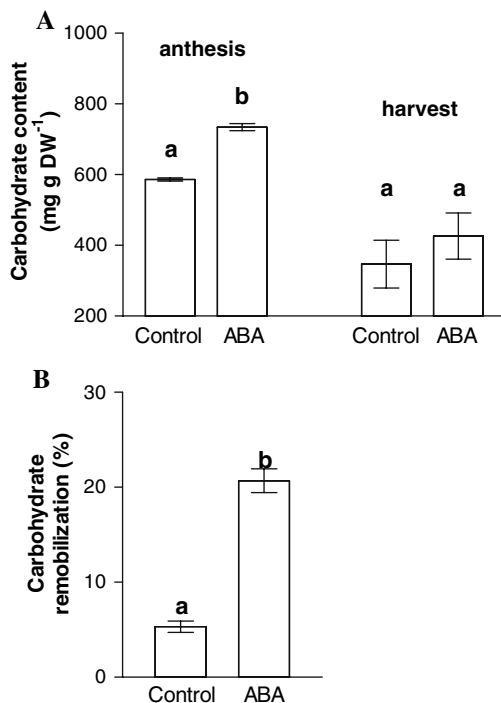 A
anthesis
harvest
Carbohydrate content
(mg g DW⁻¹)
1000
800
600
400
200
a
b
a
a
Control
ABA
Control
ABA
B
Carbohydrate
remobilization (%)
30
20
10
0
a
b
Control
ABA